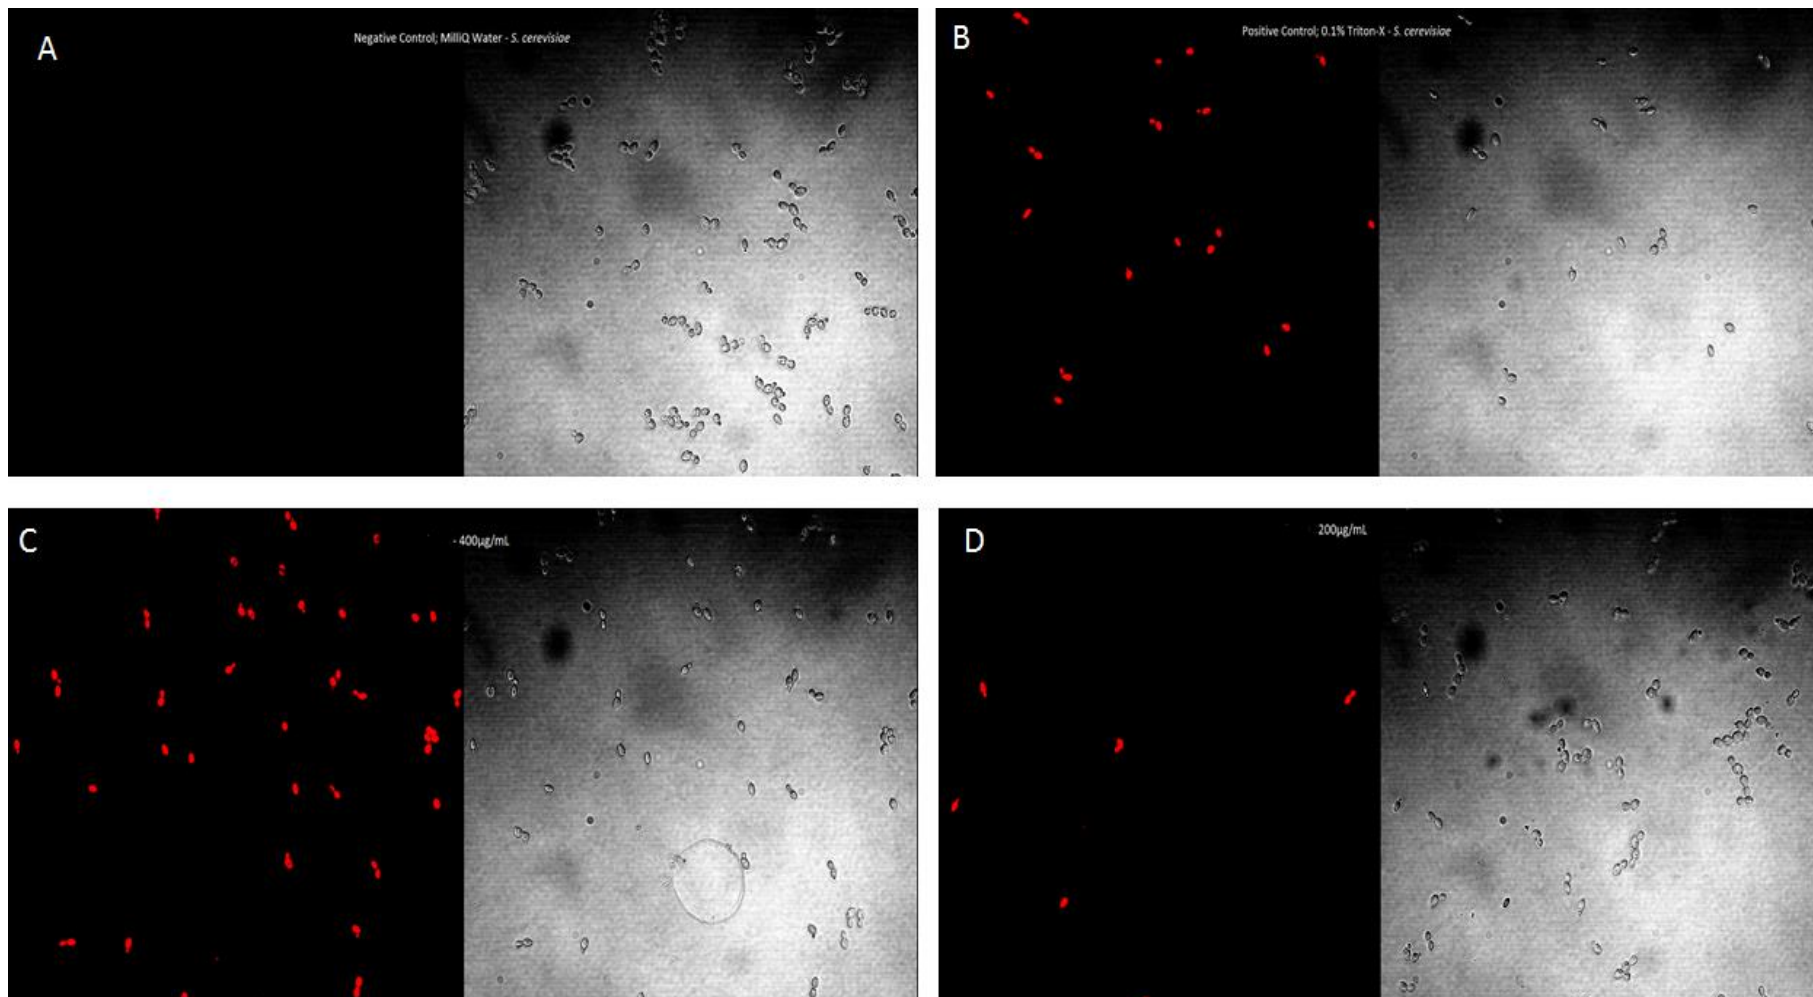 A
Negative Control; MilliQ Water - S. cerevisiae
B
Positive Control; 0.1% Triton-X - S. cerevisiae
C
- 400µg/mL
D
200µg/mL